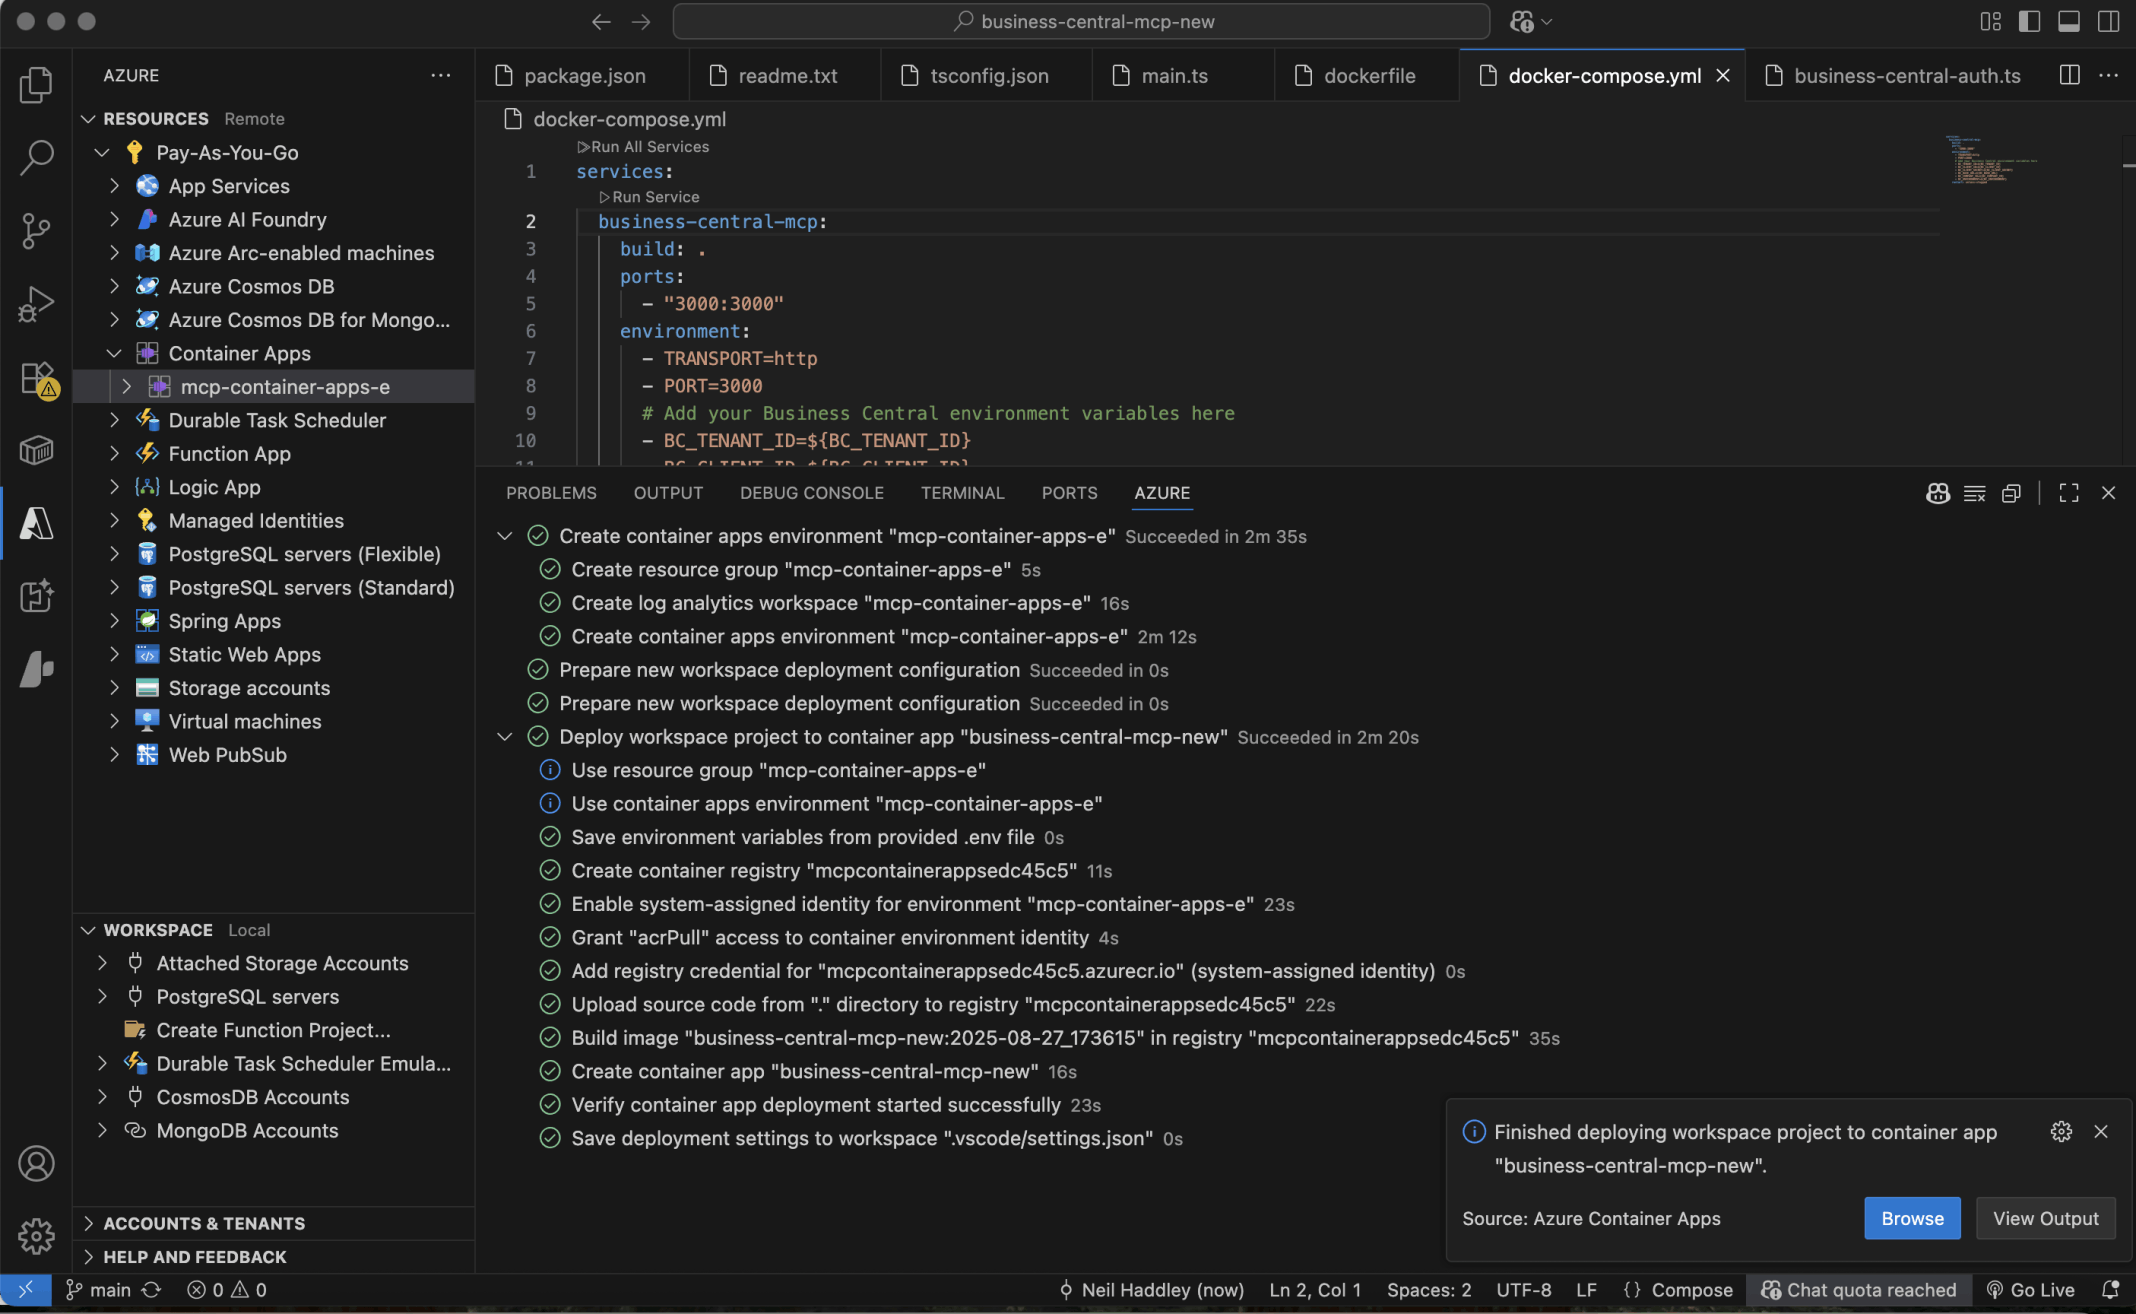 business-central-mcp-new
AZURE
RESOURCES Remote
Pay-As-You-Go
App Services
Azure AI Foundry
Azure Arc-enabled machines
Azure Cosmos DB
Azure Cosmos DB for Mongo...
Container Apps
mcp-container-apps-e
Durable Task Scheduler
Function App
Logic App
Managed Identities
PostgreSQL servers (Flexible)
PostgreSQL servers (Standard)
Spring Apps
Static Web Apps
Storage accounts
Virtual machines
Web PubSub
WORKSPACE Local
Attached Storage Accounts
PostgreSQL servers
Create Function Project...
Durable Task Scheduler Emula...
CosmosDB Accounts
MongoDB Accounts
ACCOUNTS & TENANTS
HELP AND FEEDBACK
package.json readme.txt tsconfig.json main.ts dockerfile docker-compose.yml business-central-auth.ts
docker-compose.yml
Run All Services
1 services:
Run Service
2 business-central-mcp:
3 build: .
4 ports:
5 - "3000:3000"
6 environment:
7 - TRANSPORT=http
8 - PORT=3000
9 # Add your Business Central environment variables here
10 - BC_TENANT_ID=${BC_TENANT_ID}
11 - BC_CLIENT_ID=${BC_CLIENT_ID}
PROBLEMS OUTPUT DEBUG CONSOLE TERMINAL PORTS AZURE
Create container apps environment "mcp-container-apps-e" Succeeded in 2m 35s
Create resource group "mcp-container-apps-e" 5s
Create log analytics workspace "mcp-container-apps-e" 16s
Create container apps environment "mcp-container-apps-e" 2m 12s
Prepare new workspace deployment configuration Succeeded in 0s
Prepare new workspace deployment configuration Succeeded in 0s
Deploy workspace project to container app "business-central-mcp-new" Succeeded in 2m 20s
Use resource group "mcp-container-apps-e"
Use container apps environment "mcp-container-apps-e"
Save environment variables from provided .env file 0s
Create container registry "mcpcontainerappsedc45c5" 11s
Enable system-assigned identity for environment "mcp-container-apps-e" 23s
Grant "acrPull" access to container environment identity 4s
Add registry credential for "mcpcontainerappsedc45c5.azurecr.io" (system-assigned identity) 0s
Upload source code from "." directory to registry "mcpcontainerappsedc45c5" 22s
Build image "business-central-mcp-new:2025-08-27_173615" in registry "mcpcontainerappsedc45c5" 35s
Create container app "business-central-mcp-new" 16s
Verify container app deployment started successfully 23s
Save deployment settings to workspace ".vscode/settings.json" 0s
Finished deploying workspace project to container app
"business-central-mcp-new".
Source: Azure Container Apps Browse View Output
main 0 0 Neil Haddley (now) Ln 2, Col 1 Spaces: 2 UTF-8 LF {} Compose Chat quota reached Go Live